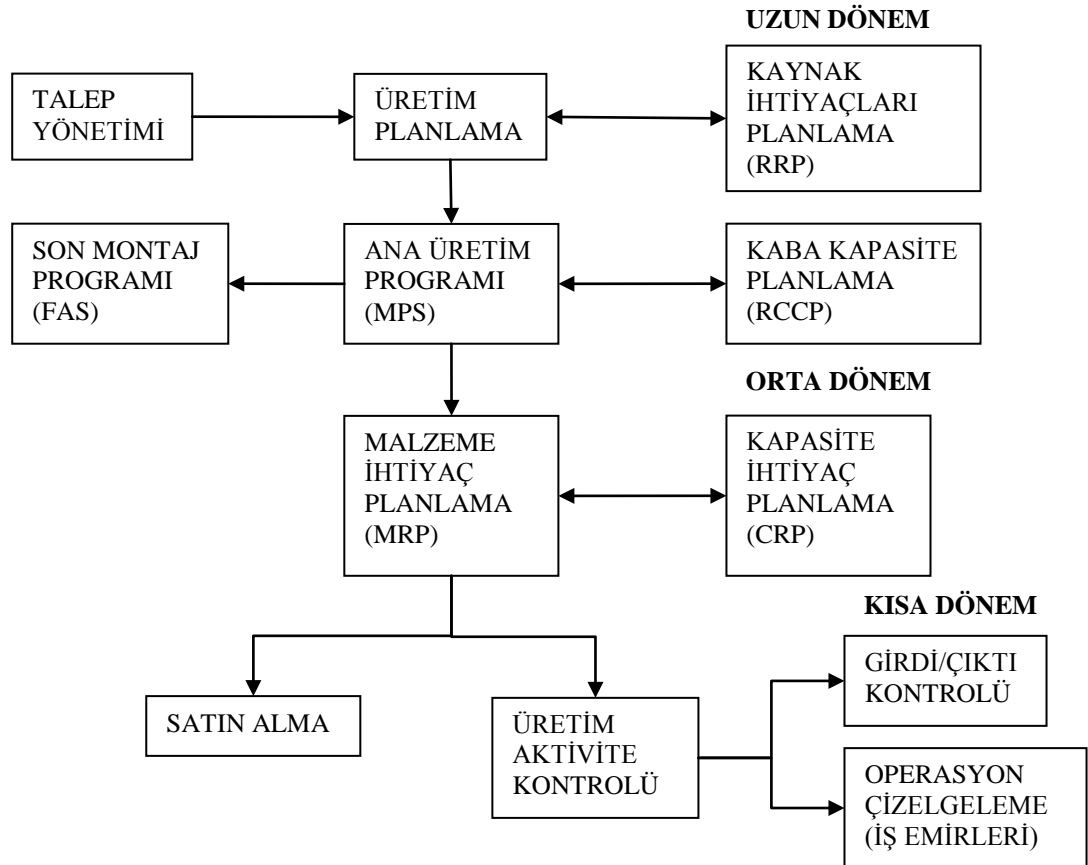 UZUN DÖNEM
TALEP
YÖNETİMİ
ÜRETİM
PLANLAMA
KAYNAK
İHTİYAÇLARI
PLANLAMA
(RRP)
SON MONTAJ
PROGRAMI
(FAS)
ANA ÜRETİM
PROGRAMI
(MPS)
KABA KAPASİTE
PLANLAMA
(RCCP)
ORTA DÖNEM
MALZEME
İHTİYAÇ
PLANLAMA
(MRP)
KAPASİTE
İHTİYAÇ
PLANLAMA
(CRP)
KISA DÖNEM
GİRDİ/ÇIKTI
KONTROLÜ
SATIN ALMA
ÜRETİM
AKTİVİTE
KONTROLÜ
OPERASYON
ÇİZELGELEME
(İŞ EMİRLERİ)